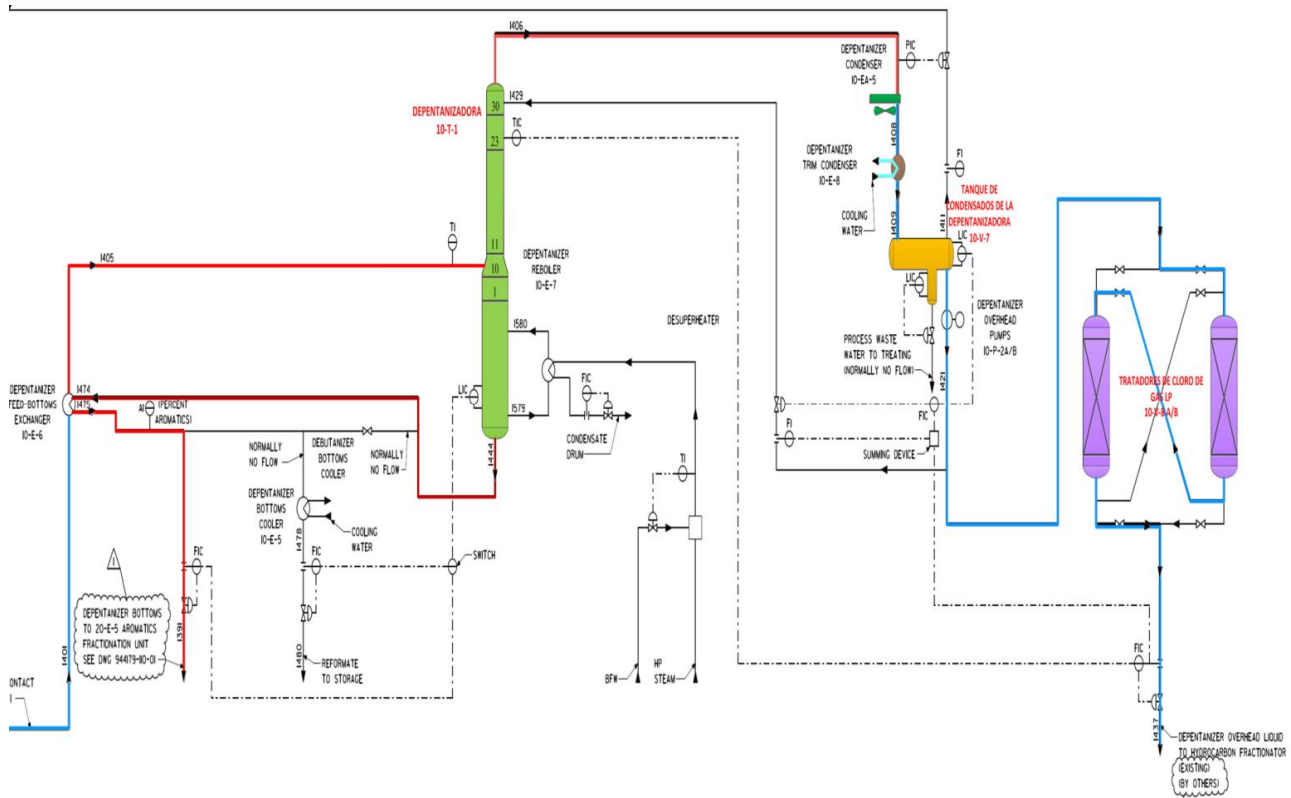 1406
DEPENTANIZER
CONDENSER
10-EA-5
PIC
DEPENTANIZADORA
10-T-1
30
1429
23
TIC
1408
DEPENTANIZER
TRIM CONDENSER
10-E-8
FI
COOLING
WATER
1409
1411
TANQUE DE
CONDENSADOS DE LA
DEPENTANIZADORA
10-V-7
LIC
LIC
TI
1405
11
10
1
DEPENTANIZER
REBOILER
10-E-7
DESUPERHEATER
DEPENTANIZER
OVERHEAD
PUMPS
10-P-2A/B
1580
PROCESS WASTE
WATER TO TREATING
(NORMALLY NO FLOW)
1421
FIC
TRATADORES DE CLORO DE
GAS LP
10-V-8 A/B
DEPENTANIZER
FEED-BOTTOMS
EXCHANGER
10-E-6
1474
1475
AI
(PERCENT
AROMATICS)
LIC
1579
FIC
CONDENSATE
DRUM
FI
SUMMING DEVICE
NORMALLY
NO FLOW
DEBUTANIZER
BOTTOMS
COOLER
NORMALLY
NO FLOW
1444
TI
DEPENTANIZER
BOTTOMS
COOLER
10-E-5
COOLING
WATER
1478
FIC
FIC
SWITCH
1
DEPENTANIZER BOTTOMS
TO 20-E-5 AROMATICS
FRACTIONATION UNIT
SEE DWG 944179-110-01
1391
1401
1480
REFORMATE
TO STORAGE
BFW
HP
STEAM
FIC
ONTACT
1437
DEPENTANIZER OVERHEAD LIQUID
TO HYDROCARBON FRACTIONATOR
(EXISTING)
(BY OTHERS)